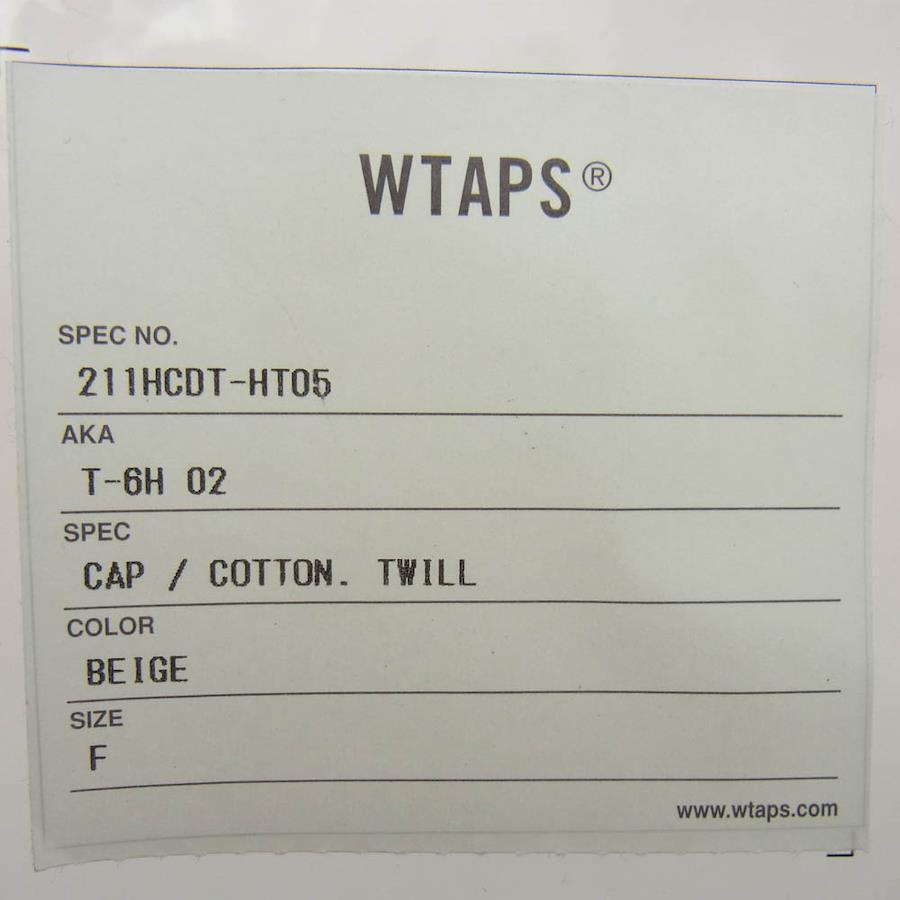 WTAPS®
SPEC NO.
211HCDT-HT05
AKA
T-6H 02
SPEC
CAP / COTTON. TWILL
COLOR
BEIGE
SIZE
F
www.wtaps.com